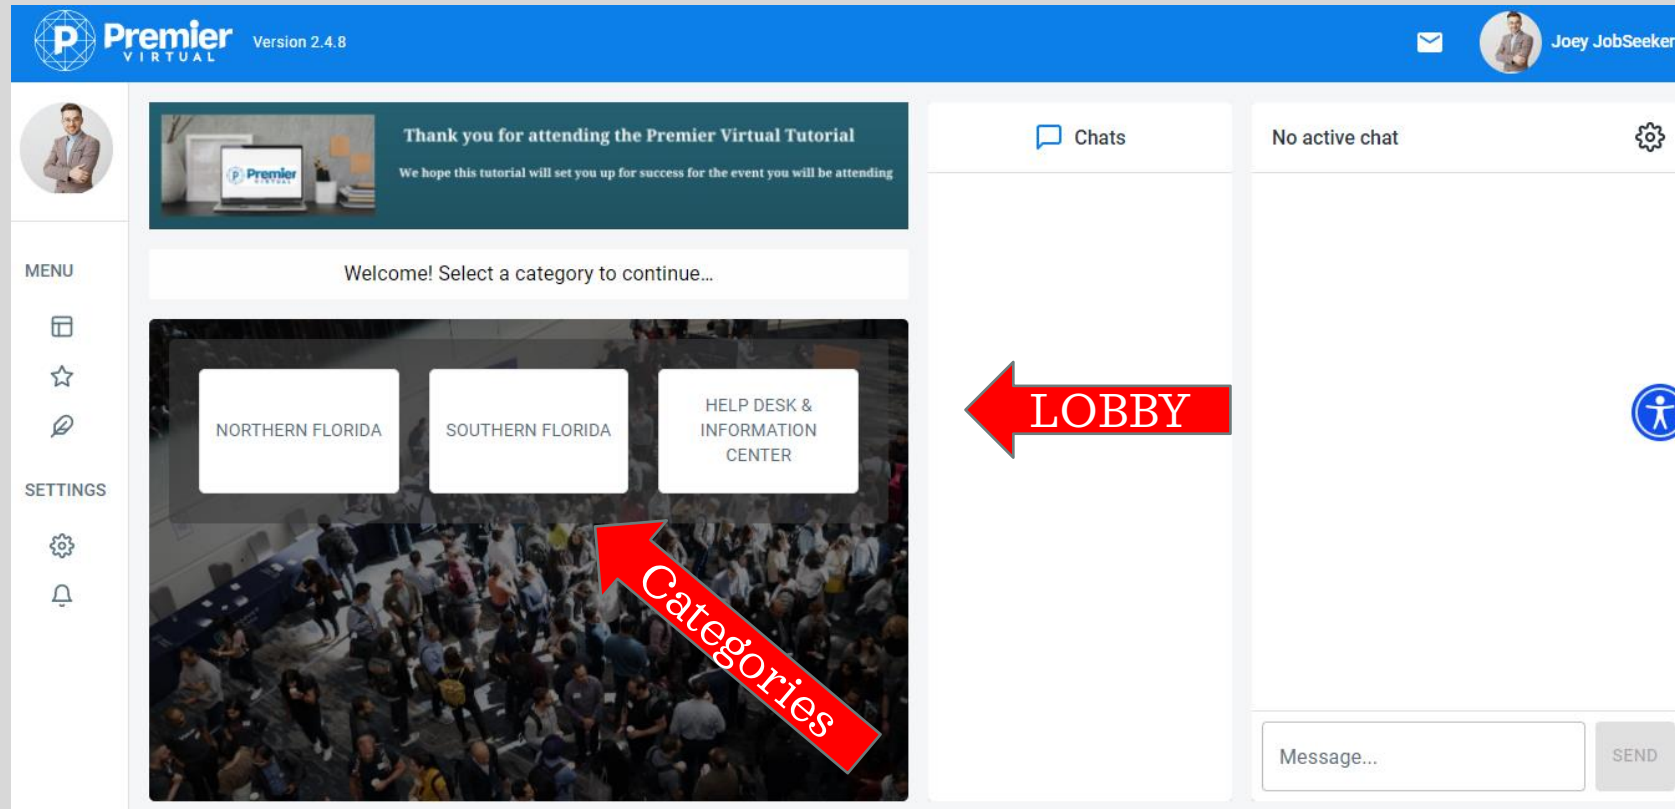 Premier
VIRTUAL
Version 2.4.8
Joey JobSeeker
Thank you for attending the Premier Virtual Tutorial
We hope this tutorial will set you up for success for the event you will be attending
Premier
VIRTUAL
Chats
No active chat
MENU
Welcome! Select a category to continue...
NORTHERN FLORIDA
SOUTHERN FLORIDA
HELP DESK &
INFORMATION
CENTER
LOBBY
SETTINGS
Categories
Message...
SEND